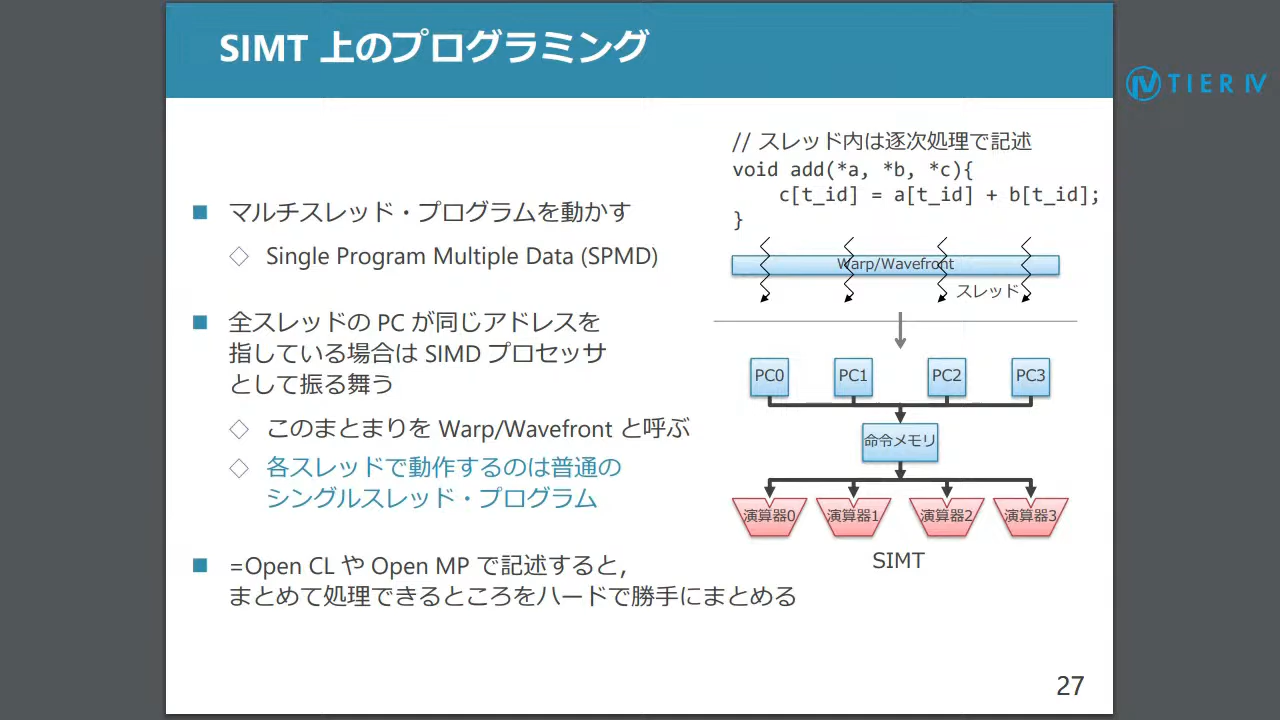 SIMT 上のプログラミング
TIER IV
マルチスレッド・プログラムを動かす
Single Program Multiple Data (SPMD)
全スレッドの PC が同じアドレスを
指している場合は SIMD プロセッサ
として振る舞う
このまとまりを Warp/Wavefront と呼ぶ
各スレッドで動作するのは普通の
シングルスレッド・プログラム
=Open CL や Open MP で記述すると,
まとめて処理できるところをハードで勝手にまとめる
// スレッド内は逐次処理で記述
void add(*a, *b, *c){
c[t_id] = a[t_id] + b[t_id];
}
Warp/Wavefront
スレッド
PC0 PC1 PC2 PC3
命令メモリ
演算器0 演算器1 演算器2 演算器3
SIMT
27